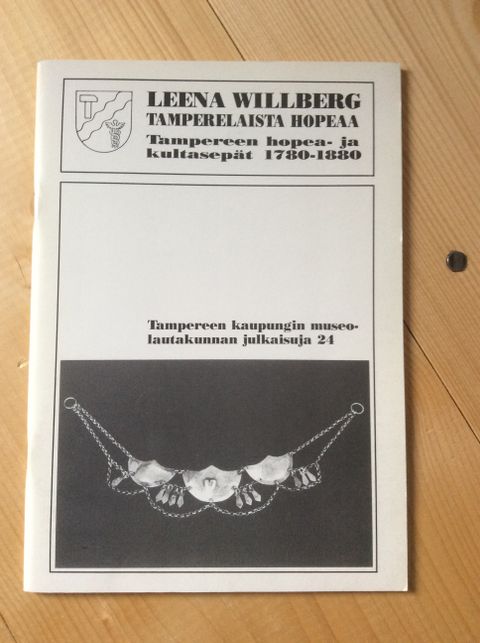 LEENA WILLBERG
TAMPERELAISTA HOPEAA
Tampereen hopea- ja
kultasepät 1780-1880
Tampereen kaupungin museo-
lautakunnan julkaisuja 24